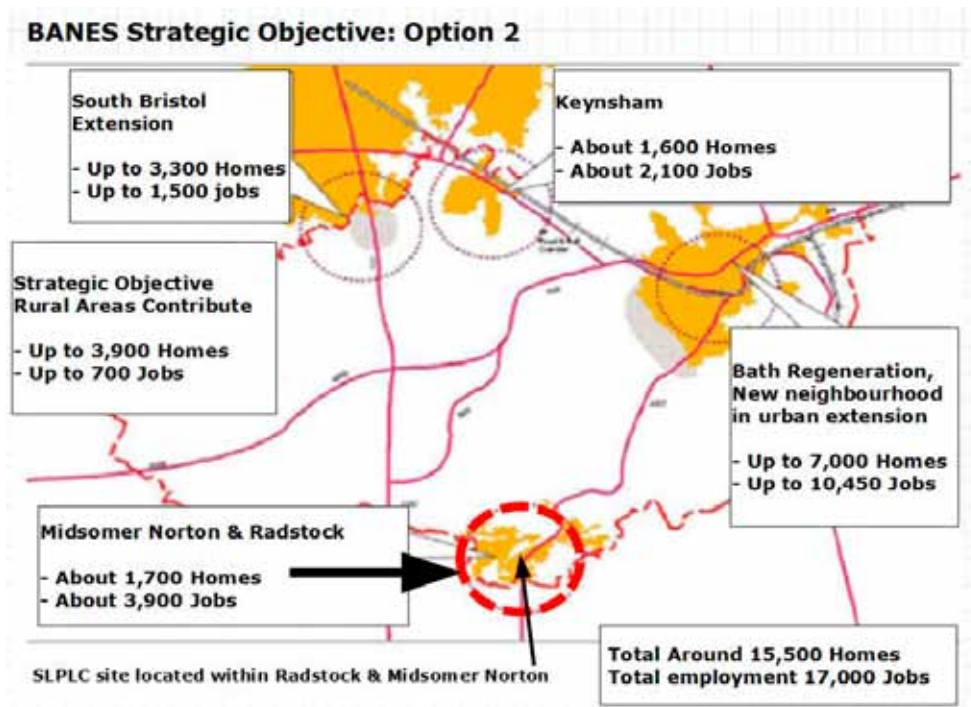 BANES Strategic Objective: Option 2
South Bristol
Extension
- Up to 3,300 Homes
- Up to 1,500 jobs
Keynsham
- About 1,600 Homes
- About 2,100 Jobs
Strategic Objective
Rural Areas Contribute
- Up to 3,900 Homes
- Up to 700 Jobs
Bath Regeneration,
New neighbourhood
in urban extension
- Up to 7,000 Homes
- Up to 10,450 Jobs
Midsomer Norton & Radstock
- About 1,700 Homes
- About 3,900 Jobs
SLPLC site located within Radstock & Midsomer Norton
Total Around 15,500 Homes
Total employment 17,000 Jobs